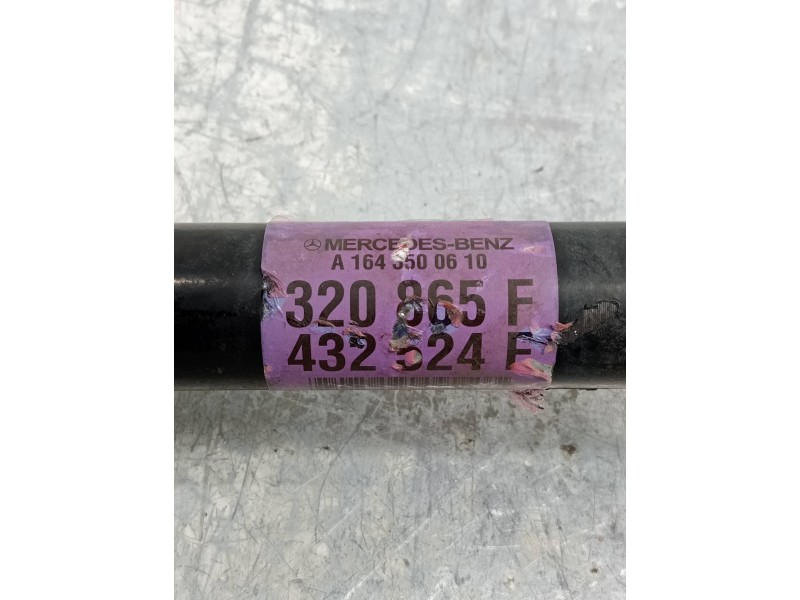 MERCEDES-BENZ
A 164 350 06 10
320 865 F
432 524 F